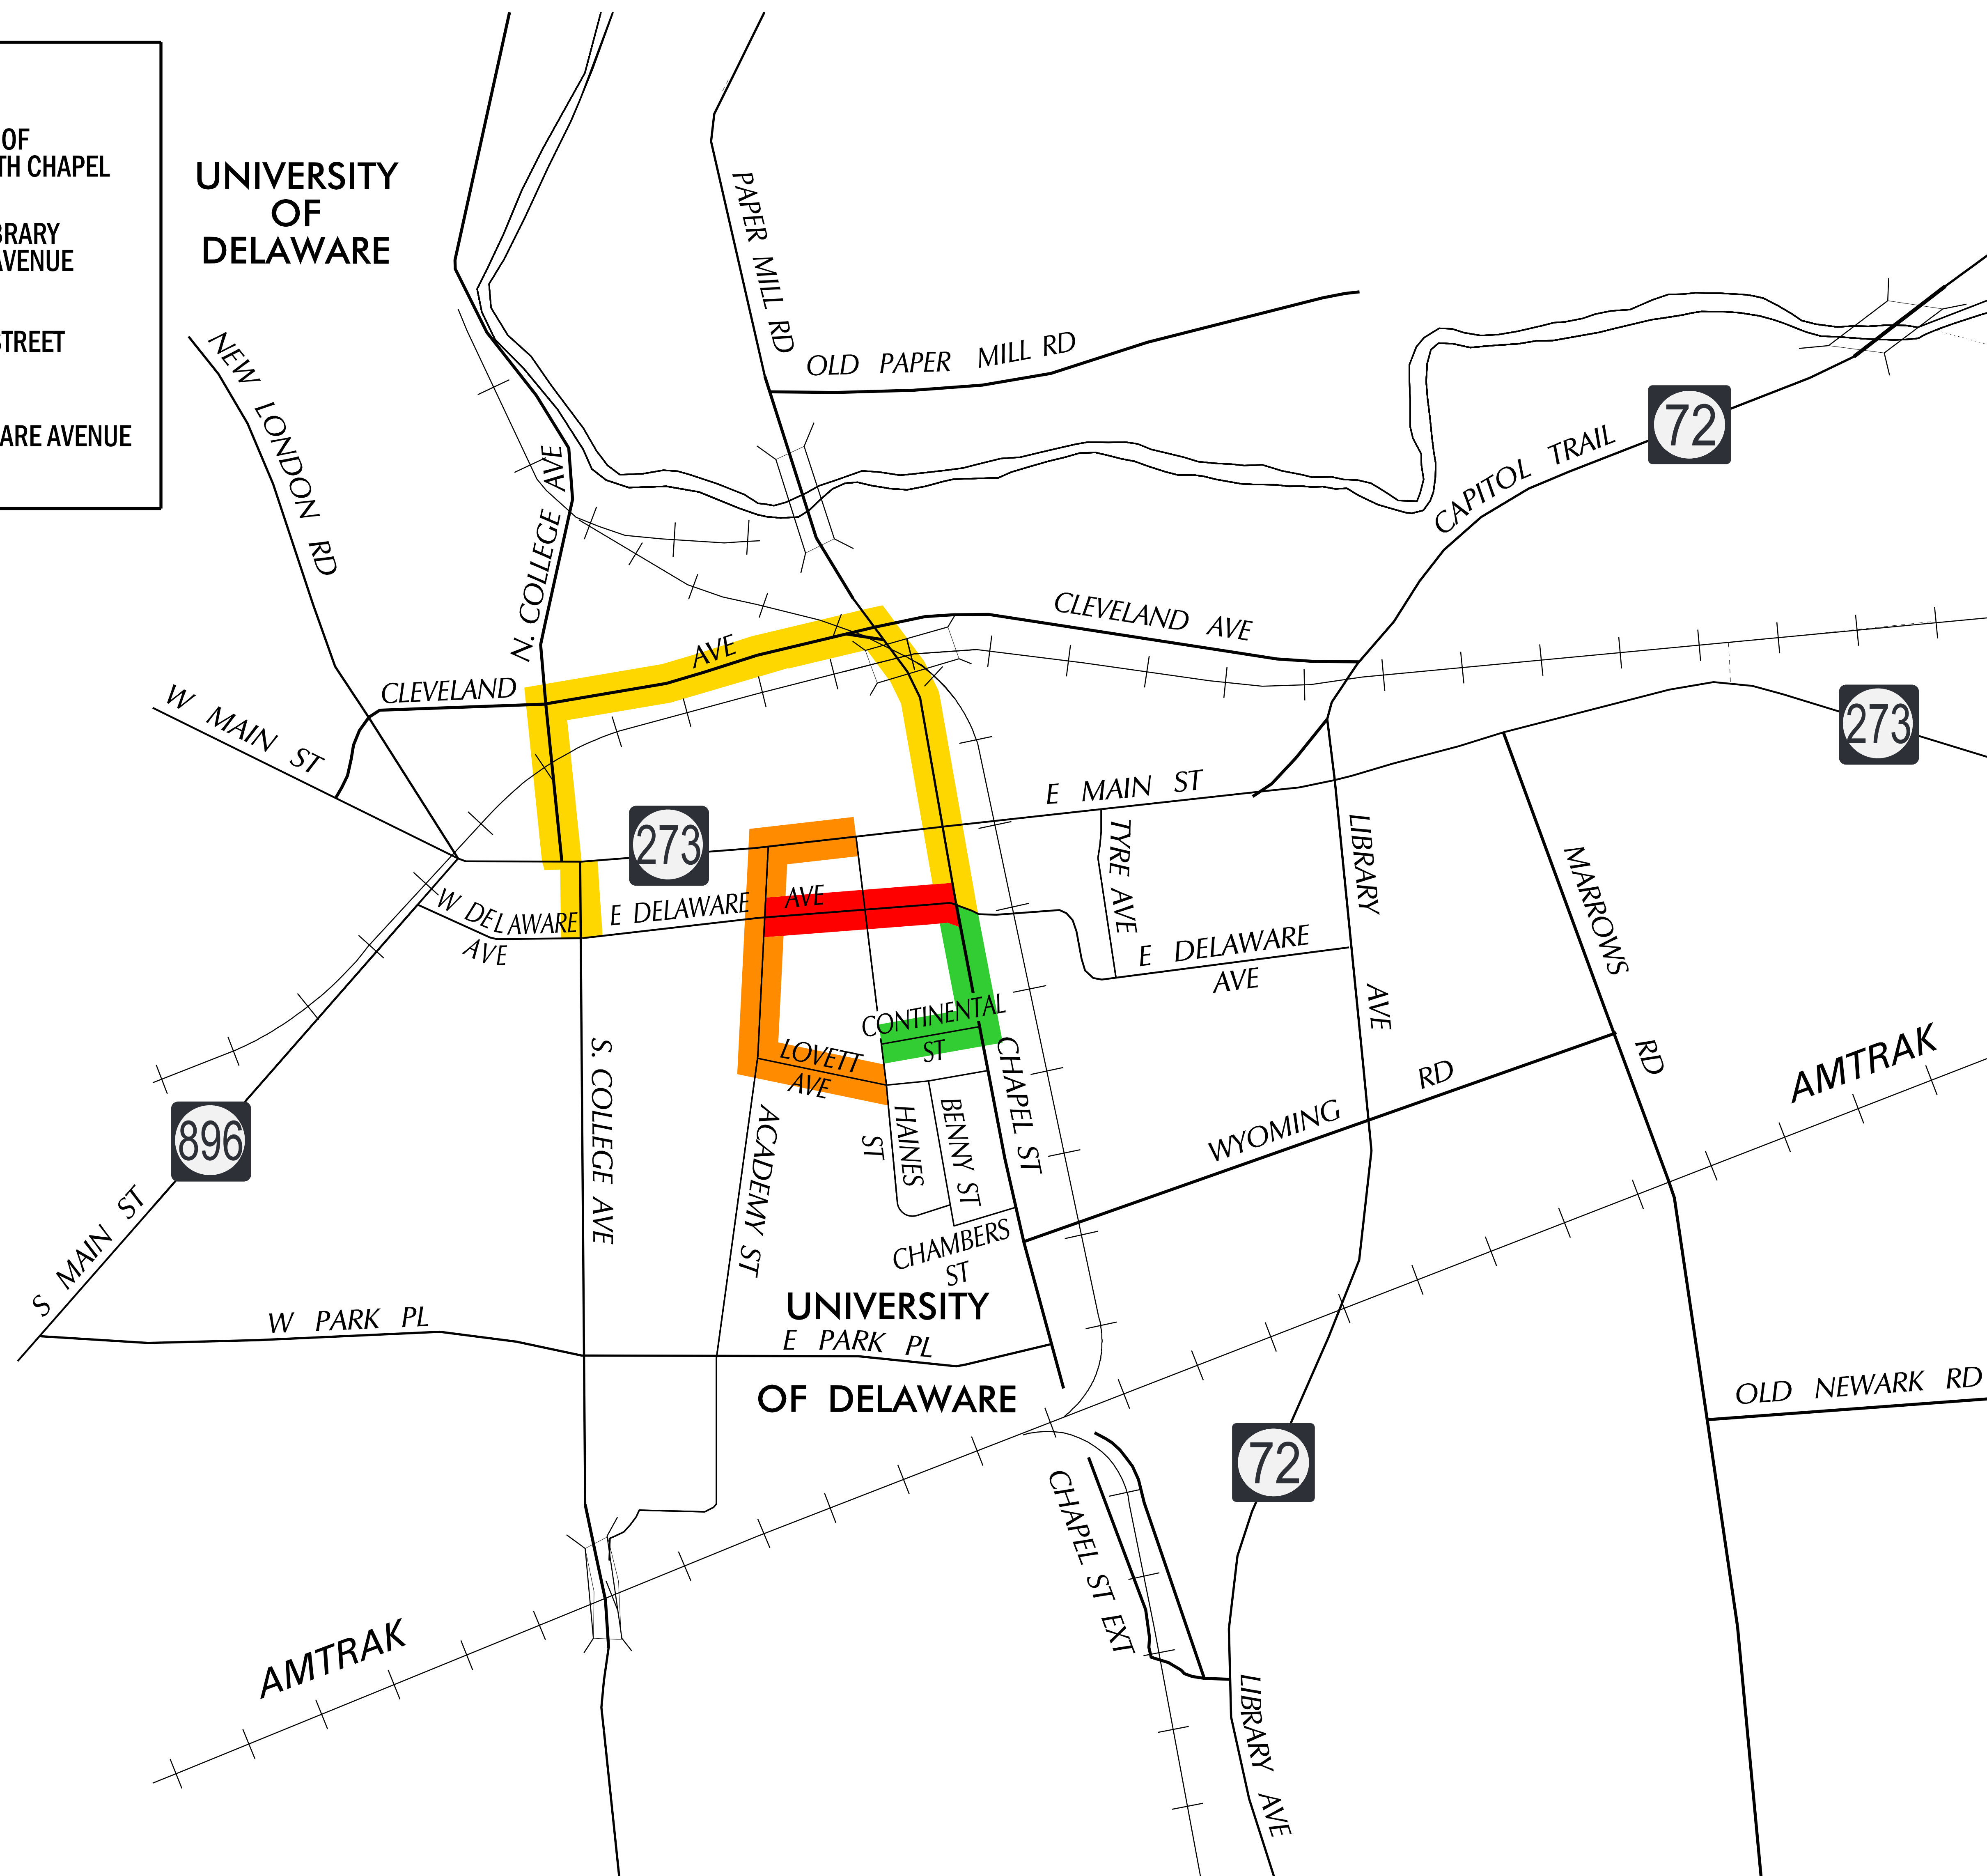 OF
TH CHAPEL
BRARY
AVENUE
STREET
ARE AVENUE
UNIVERSITY
OF
DELAWARE
PAPER MILL RD
OLD PAPER MILL RD
NEW LONDON RD
N. COLLEGE AVE
72
CAPITOL TRAIL
CLEVELAND AVE
CLEVELAND AVE
W MAIN ST
273
E MAIN ST
273
TYRE AVE
LIBRARY AVE
MARROWS RD
W DELAWARE
AVE
E DELAWARE AVE
E DELAWARE
AVE
CONTINENTAL
ST
LOVETT
AVE
S. COLLEGE AVE
ACADEMY ST
HAINES
ST
BENNY ST
CHAPEL ST
CHAMBERS
ST
WYOMING RD
AMTRAK
896
S MAIN ST
W PARK PL
UNIVERSITY
E PARK PL
OF DELAWARE
OLD NEWARK RD
72
CHAPEL ST EXT
AMTRAK
LIBRARY AVE